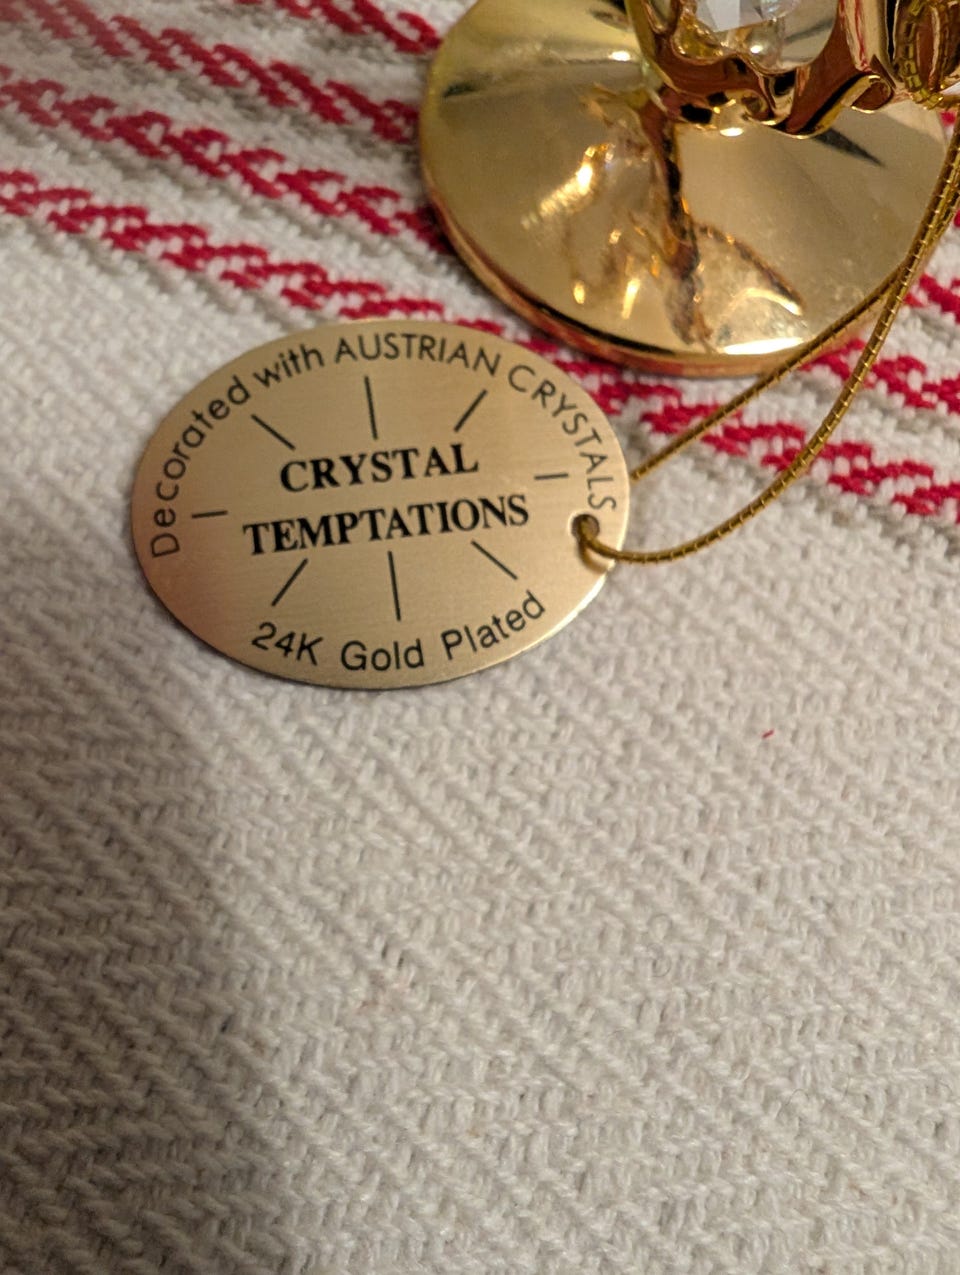 Decorated with AUSTRIAN CRYSTALS
CRYSTAL
TEMPTATIONS
24K Gold Plated